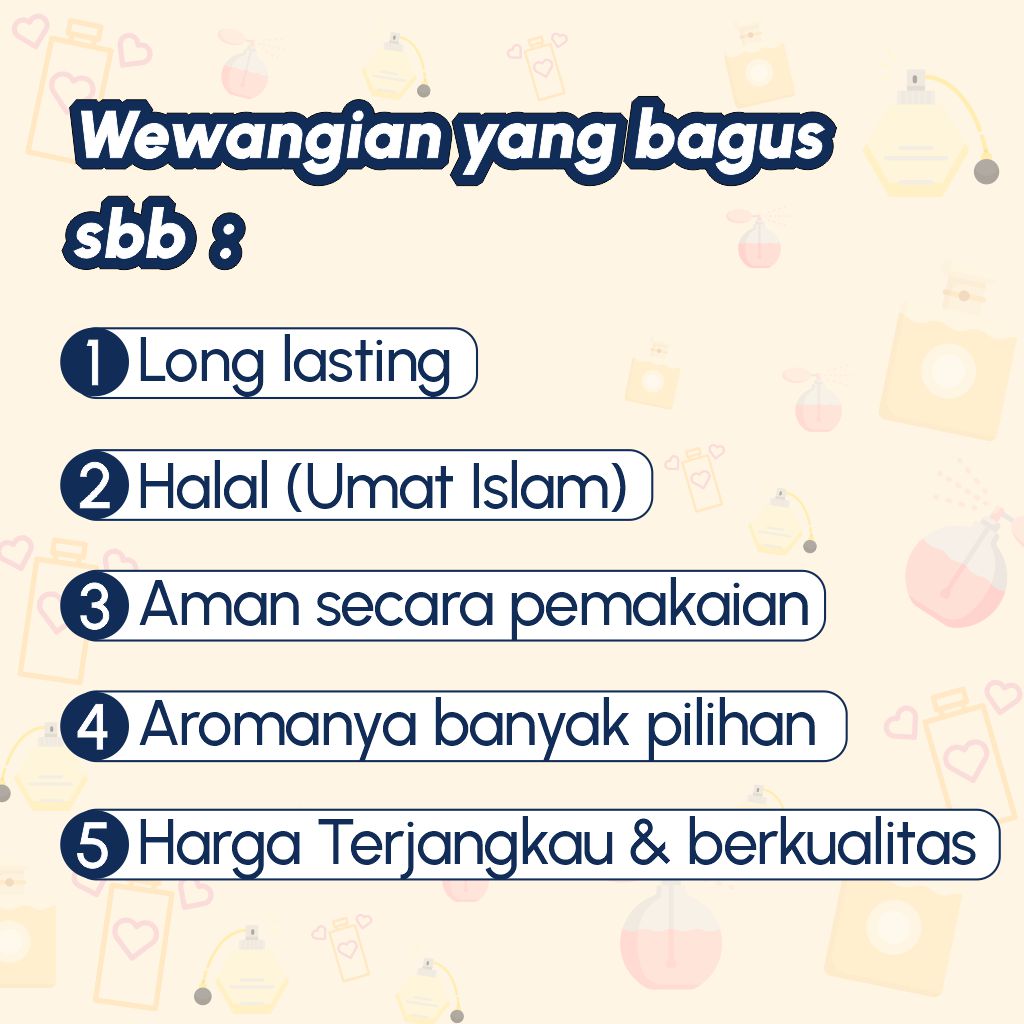 Wewangian yang bagus
sbb :
1 Long lasting
2 Halal (Umat Islam)
3 Aman secara pemakaian
4 Aromanya banyak pilihan
5 Harga Terjangkau & berkualitas